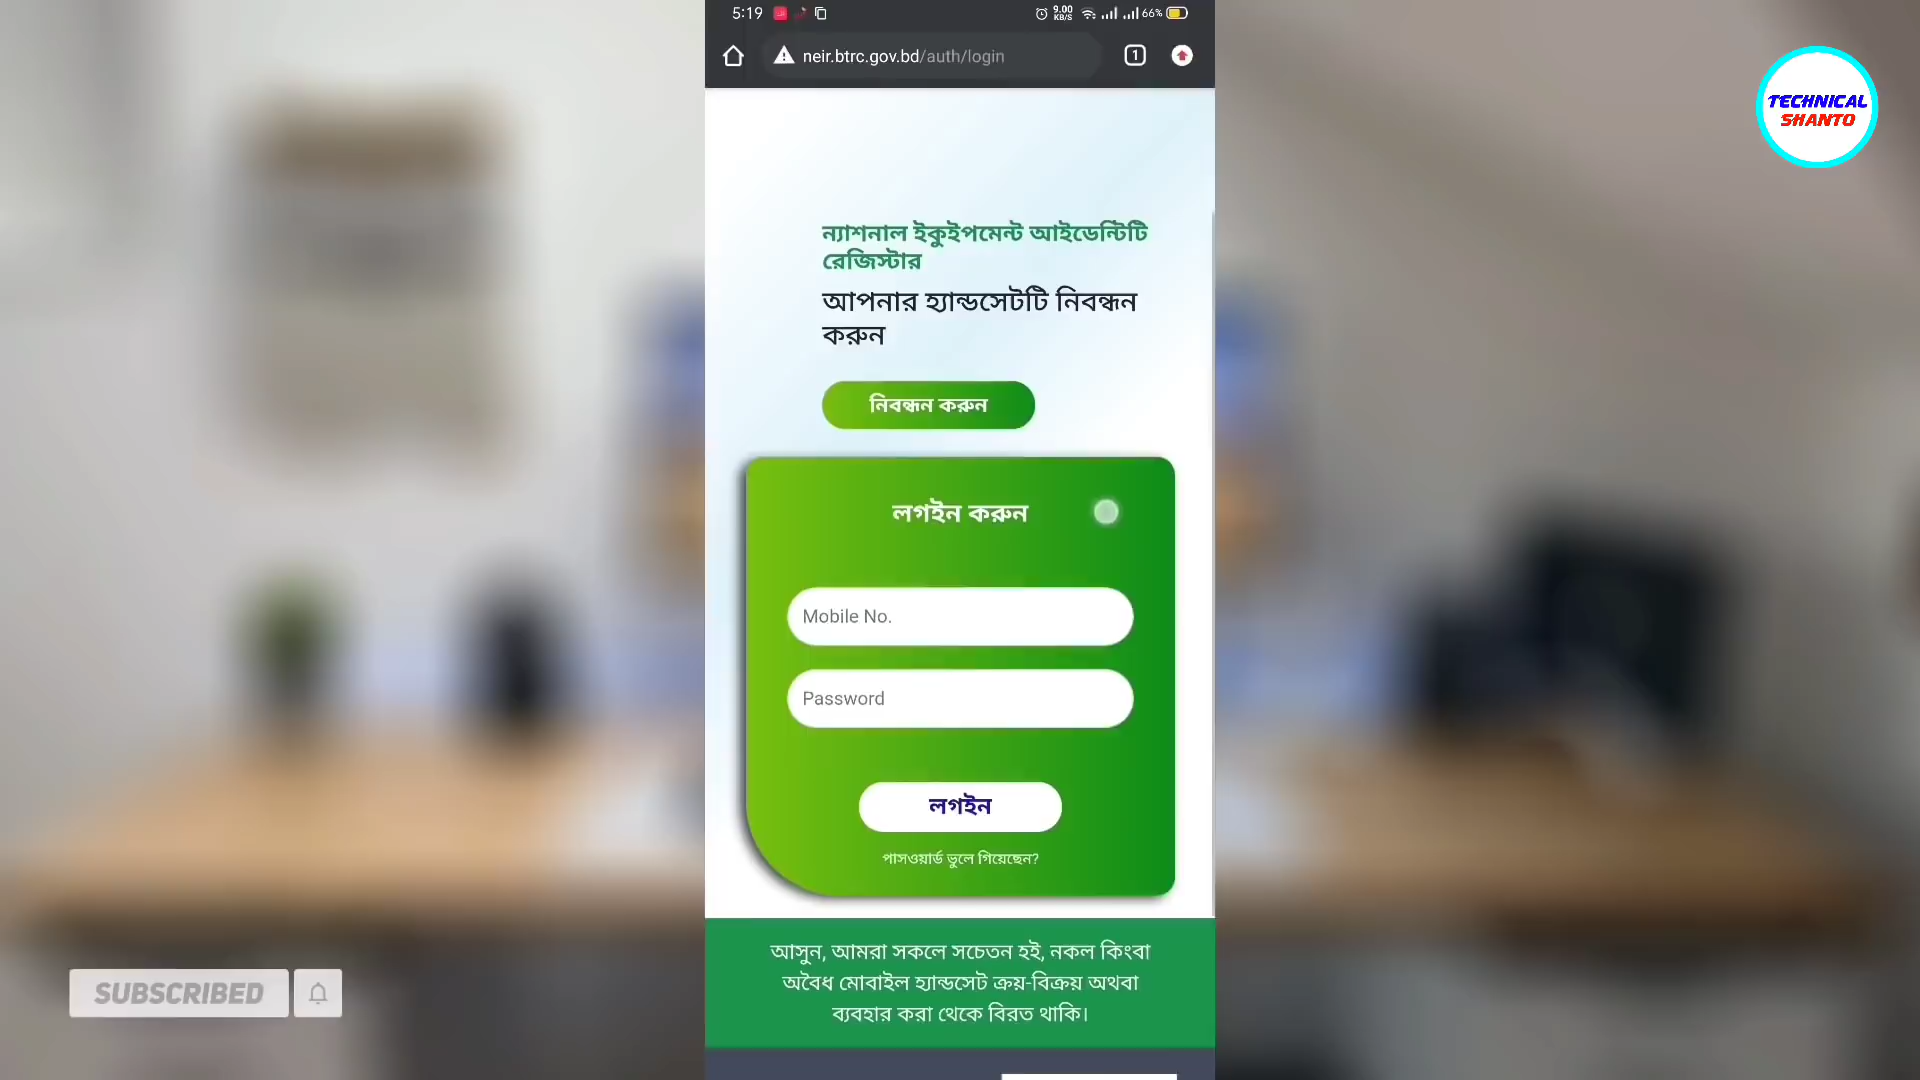 5:19
9.00
KB/S
66%
neir.btrc.gov.bd/auth/login
1
TECHNICAL
SHANTO
ন্যাশনাল ইকুইপমেন্ট আইডেন্টিটি
রেজিস্টার
আপনার হ্যান্ডসেটটি নিবন্ধন
করুন
নিবন্ধন করুন
লগইন করুন
Mobile No.
Password
লগইন
পাসওয়ার্ড ভুলে গিয়েছেন?
আসুন, আমরা সকলে সচেতন হই, নকল কিংবা
অবৈধ মোবাইল হ্যান্ডসেট ক্রয়-বিক্রয় অথবা
ব্যবহার করা থেকে বিরত থাকি।
SUBSCRIBED